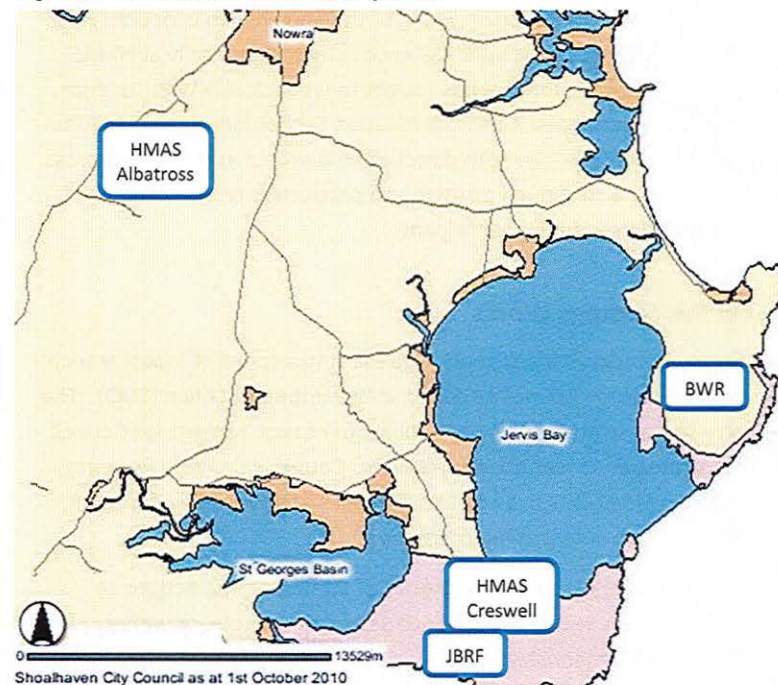 Nowra
HMAS
Albatross
BWR
Jervis Bay
St Georges Basin
HMAS
Creswell
JBRF
0 13529m
Shoalhaven City Council as at 1st October 2010